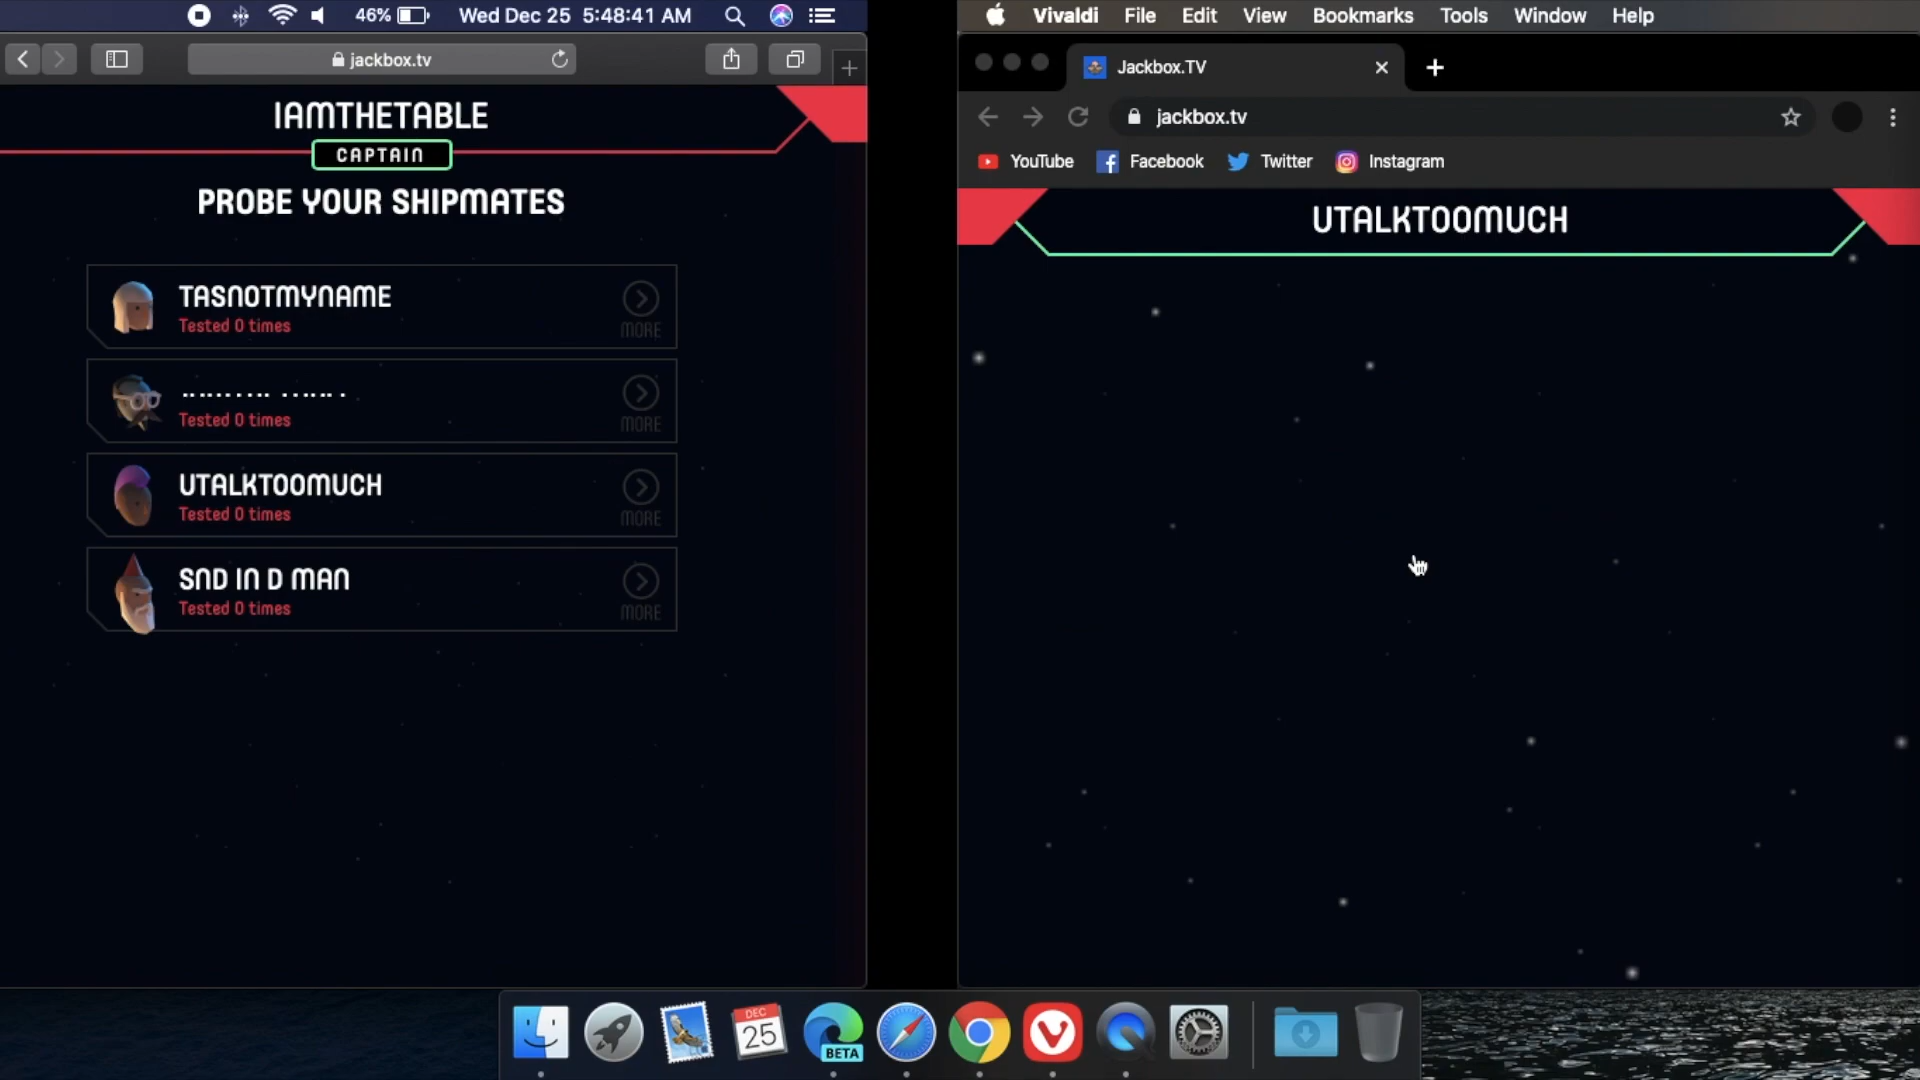 46%
Wed Dec 25 5:48:41 AM
jackbox.tv
IAMTHETABLE
CAPTAIN
PROBE YOUR SHIPMATES
TASNOTMYNAME
Tested 0 times
MORE
Tested 0 times
MORE
UTALKTOOMUCH
Tested 0 times
MORE
SND IN D MAN
Tested 0 times
MORE
Vivaldi File Edit View Bookmarks Tools Window Help
Jackbox.TV
jackbox.tv
YouTube Facebook Twitter Instagram
UTALKTOOMUCH
DEC
25
BETA